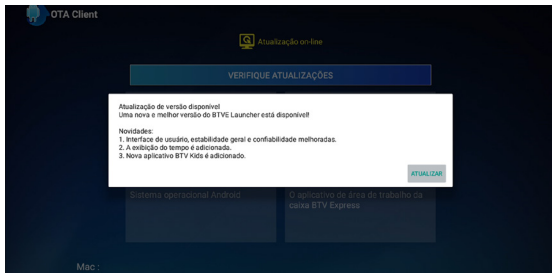 OTA Client
Atualização on-line
VERIFIQUE ATUALIZAÇÕES
Atualização de versão disponível
Uma nova e melhor versão do BTVE Launcher está disponível!
Novidades:
1. Interface de usuário, estabilidade geral e confiabilidade melhoradas.
2. A exibição do tempo é adicionada.
3. Nova aplicativo BTV Kids é adicionado.
ATUALIZAR
Sistema operacional Android
O aplicativo de área de trabalho da
caixa BTV Express
Mac :